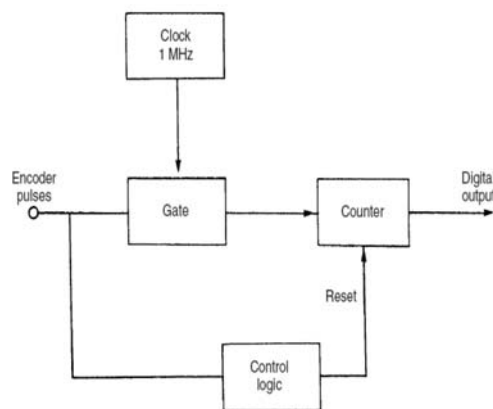 Clock
1 MHz
Encoder
pulses
Gate
Counter
Digital
output
Reset
Control
logic